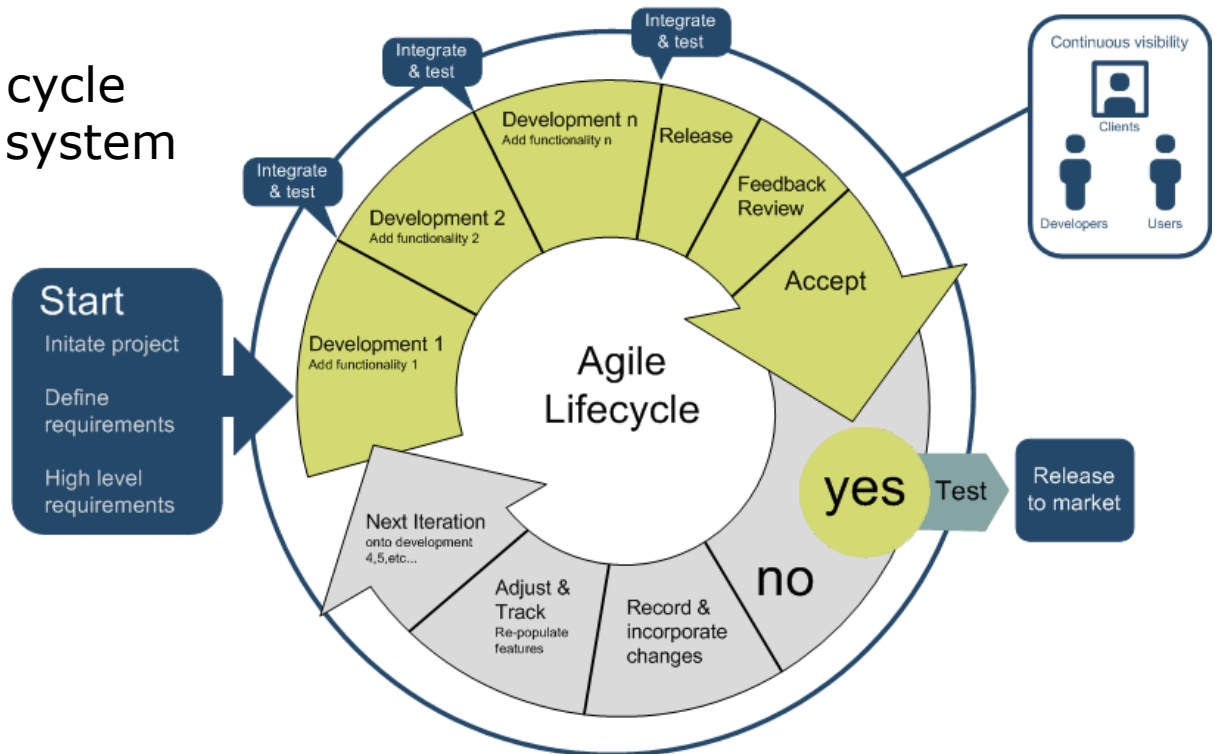 cycle
system
Start
Initate project
Define
requirements
High level
requirements
Integrate
& test
Integrate
& test
Integrate
& test
Development 1
Add functionality 1
Development 2
Add functionality 2
Development n
Add functionality n
Release
Feedback
Review
Accept
Continuous visibility
Clients
Developers
Users
Agile
Lifecycle
yes
Test
Release
to market
no
Record &
incorporate
changes
Adjust &
Track
Re-populate
features
Next Iteration
onto development
4,5,etc...